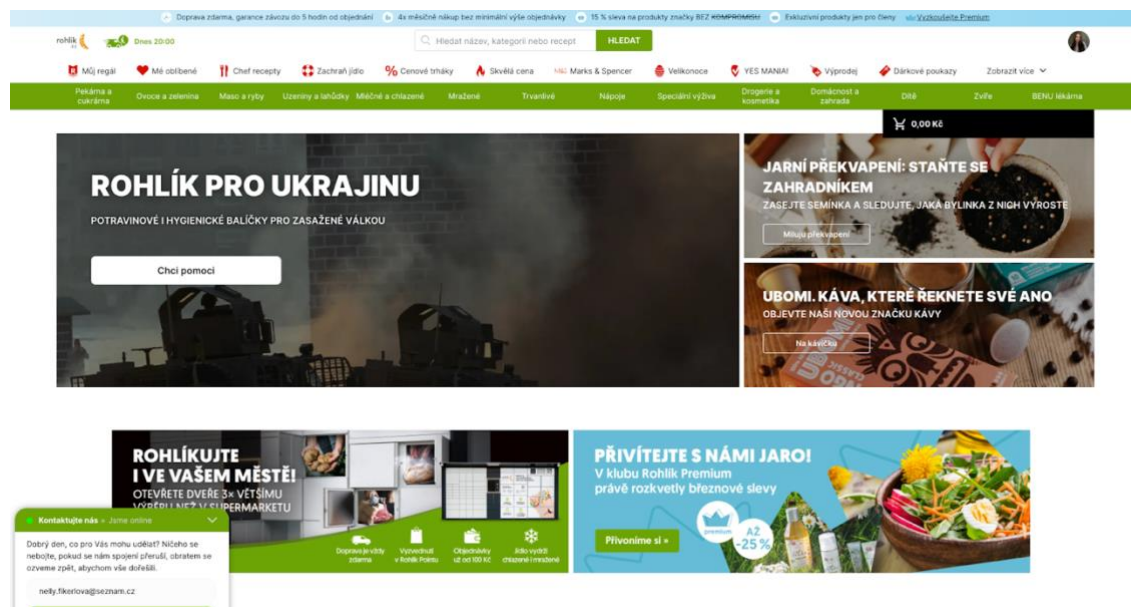 Doprava zdarma, garance závozu do 5 hodin od objednání
4x měsíčně nákup bez minimální výše objednávky
15 % sleva na produkty značky BEZ KOMPROMISU
Exkluzivní produkty jen pro členy
Vyzkoušejte Premium
rohlík
Dnes 20:00
Hledat název, kategorii nebo recept
HLEDAT
Můj regál
Mé oblíbené
Chef recepty
Zachraň jídlo
Cenové trháky
Skvělá cena
M&S Marks & Spencer
Velikonoce
YES MANIA!
Výprodej
Dárkové poukazy
Zobrazit více
Pekárna a
cukrárna
Ovoce a zelenina
Maso a ryby
Uzeniny a lahůdky
Mléčné a chlazené
Mražené
Trvanlivé
Nápoje
Speciální výživa
Drogerie a
kosmetika
Domácnost a
zahrada
Dítě
Zvíře
BENU lékárna
0,00 Kč
ROHLÍK PRO UKRAJINU
POTRAVINOVÉ I HYGIENICKÉ BALÍČKY PRO ZASAŽENÉ VÁLKOU
Chci pomoci
JARNÍ PŘEKVAPENÍ: STAŇTE SE
ZAHRADNÍKEM
ZASEJTE SEMÍNKA A SLEDUJTE, JAKÁ BYLINKA Z NICH VYROSTE
Miluju překvapení
UBOMI. KÁVA, KTERÉ ŘEKNETE SVÉ ANO
OBJEVTE NAŠI NOVOU ZNAČKU KÁVY
Na kávičku
ROHLÍKUJTE
I VE VAŠEM MĚSTĚ!
OTEVŘETE DVEŘE 3× VĚTŠÍMU
VÝBĚRU NEŽ V SUPERMARKETU
Doprava je vždy
zdarma
Vyzvednutí
v Rohlík Pointu
Objednávky
už od 100 Kč
Jídlo vydrží
chlazené i mražené
PŘIVÍTEJTE S NÁMI JARO!
V klubu Rohlík Premium
právě rozkvetly březnové slevy
premium
AŽ
-25 %
Přivoníme si »
Kontaktujte nás » Jsme online
Dobrý den, co pro Vás mohu udělat? Ničeho se
nebojte, pokud se nám spojení přeruší, obratem se
ozveme zpět, abychom vše dořešili.
nelly.fikerlova@seznam.cz